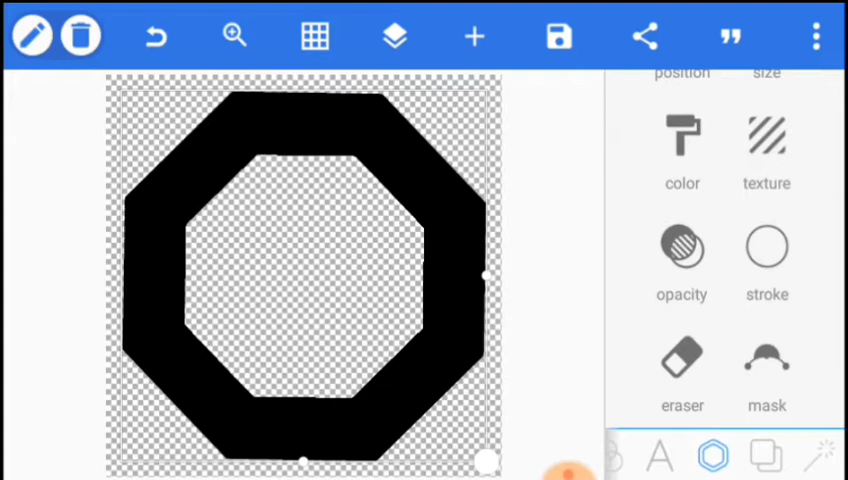 position size
color texture
opacity stroke
eraser mask